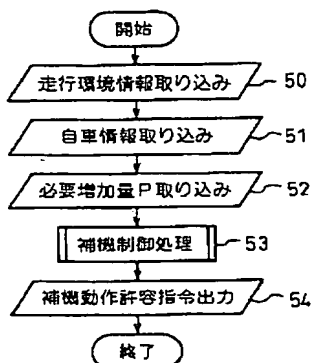 開始
走行環境情報取り込み 50
自車情報取り込み 51
必要増加量P取り込み 52
補機制御処理 53
補機動作許容指令出力 54
終了